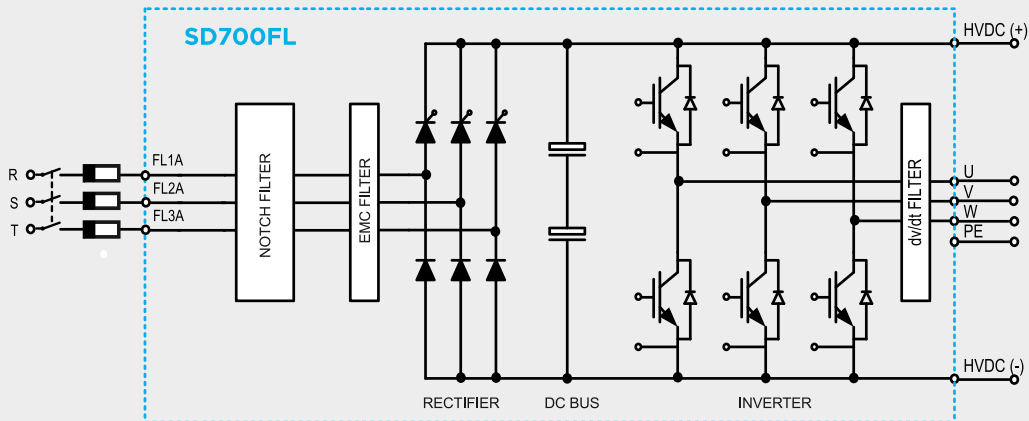 SD700FL
HVDC (+)
R
S
T
FL1A
FL2A
FL3A
NOTCH FILTER
EMC FILTER
dv/dt FILTER
U
V
W
PE
HVDC (-)
RECTIFIER
DC BUS
INVERTER